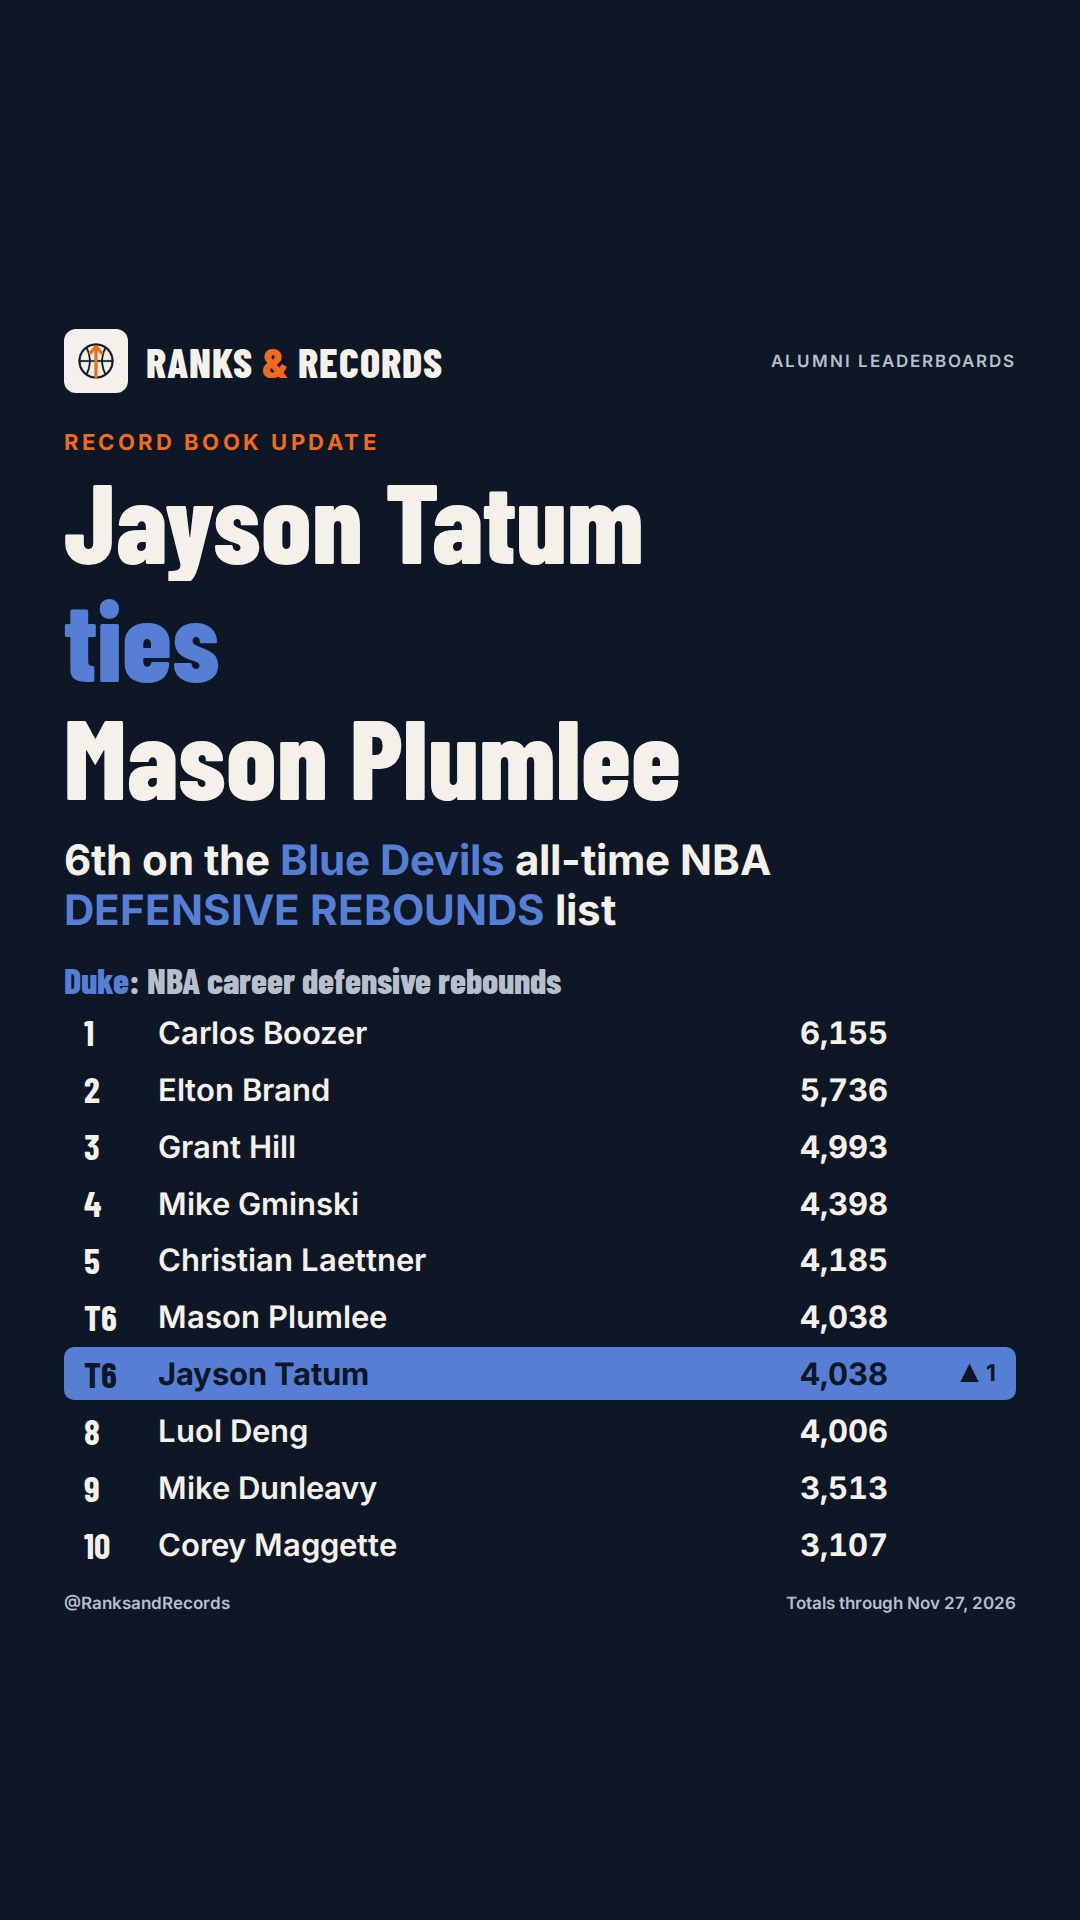 RANKS & RECORDS
ALUMNI LEADERBOARDS
RECORD BOOK UPDATE
Jayson Tatum
ties
Mason Plumlee
6th on the Blue Devils all-time NBA
DEFENSIVE REBOUNDS list
Duke: NBA career defensive rebounds
1 Carlos Boozer 6,155
2 Elton Brand 5,736
3 Grant Hill 4,993
4 Mike Gminski 4,398
5 Christian Laettner 4,185
T6 Mason Plumlee 4,038
T6 Jayson Tatum 4,038 ▲ 1
8 Luol Deng 4,006
9 Mike Dunleavy 3,513
10 Corey Maggette 3,107
@RanksandRecords
Totals through Nov 27, 2026